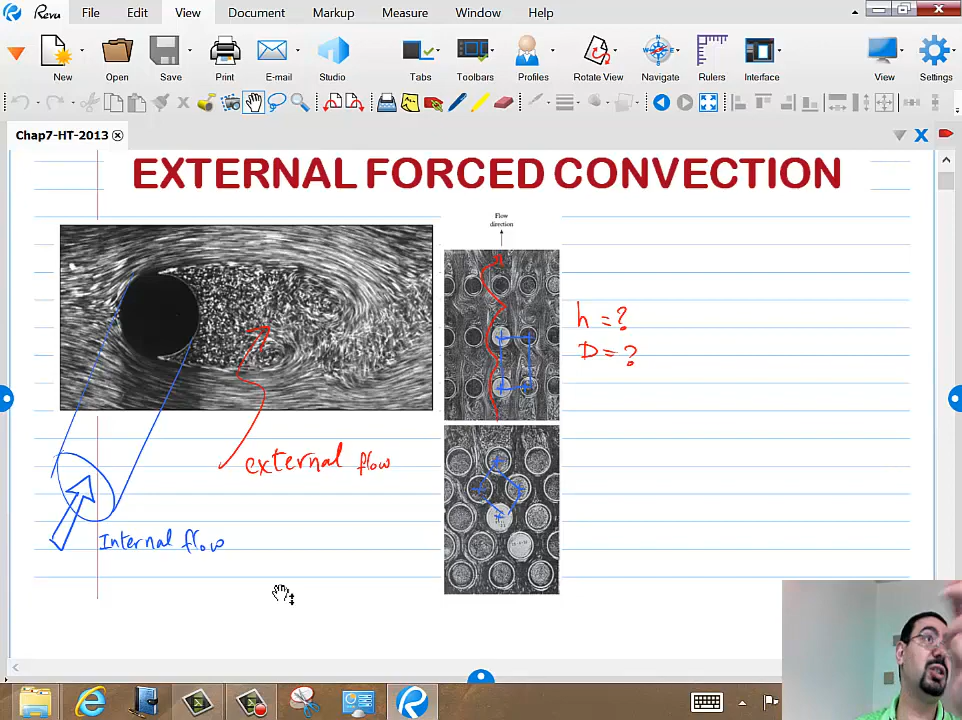 Revu File Edit View Document Markup Measure Window Help
New Open Save Print E-mail Studio Tabs Toolbars Profiles Rotate View Navigate Rulers Interface View Settings
Chap7-HT-2013
EXTERNAL FORCED CONVECTION
Flow
direction
h = ?
D = ?
external flow
Internal flow